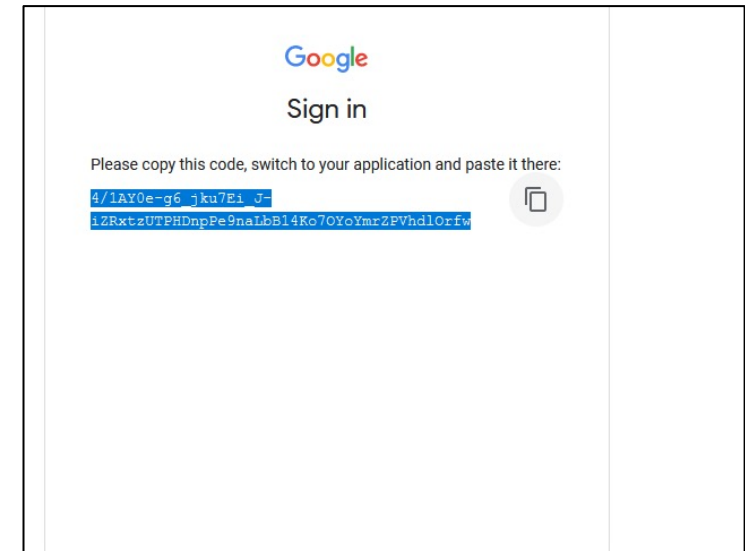 Google
Sign in
Please copy this code, switch to your application and paste it there:
4/1AY0e-g6_jku7Ei_J-
iZRxtzUTPHDnpPe9naLbB14Ko7OYoYmrZPVhdlOrfw